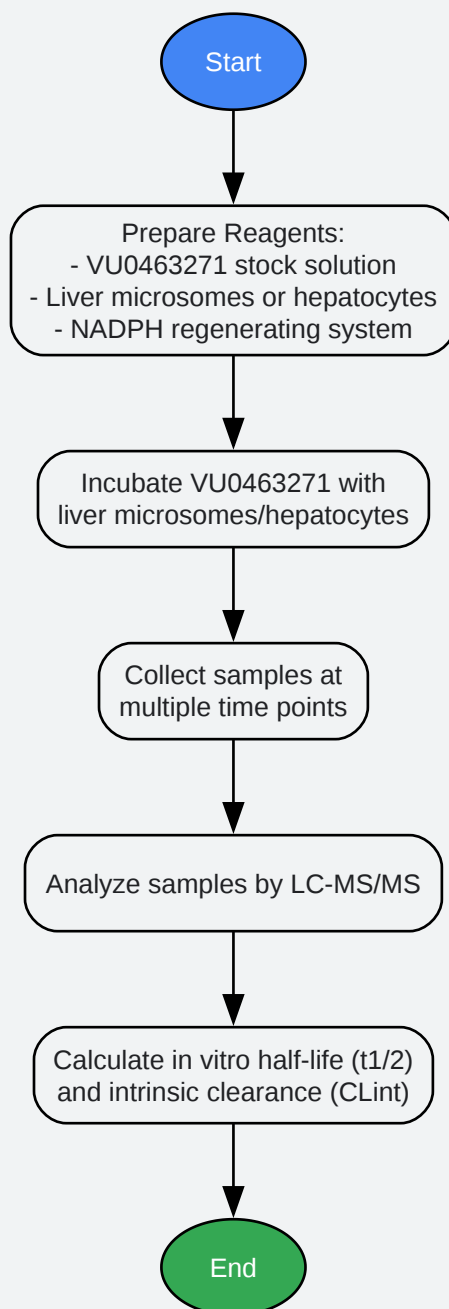 Start
Prepare Reagents:
- VU0463271 stock solution
- Liver microsomes or hepatocytes
- NADPH regenerating system
Incubate VU0463271 with
liver microsomes/hepatocytes
Collect samples at
multiple time points
Analyze samples by LC-MS/MS
Calculate in vitro half-life (t1/2)
and intrinsic clearance (CLint)
End